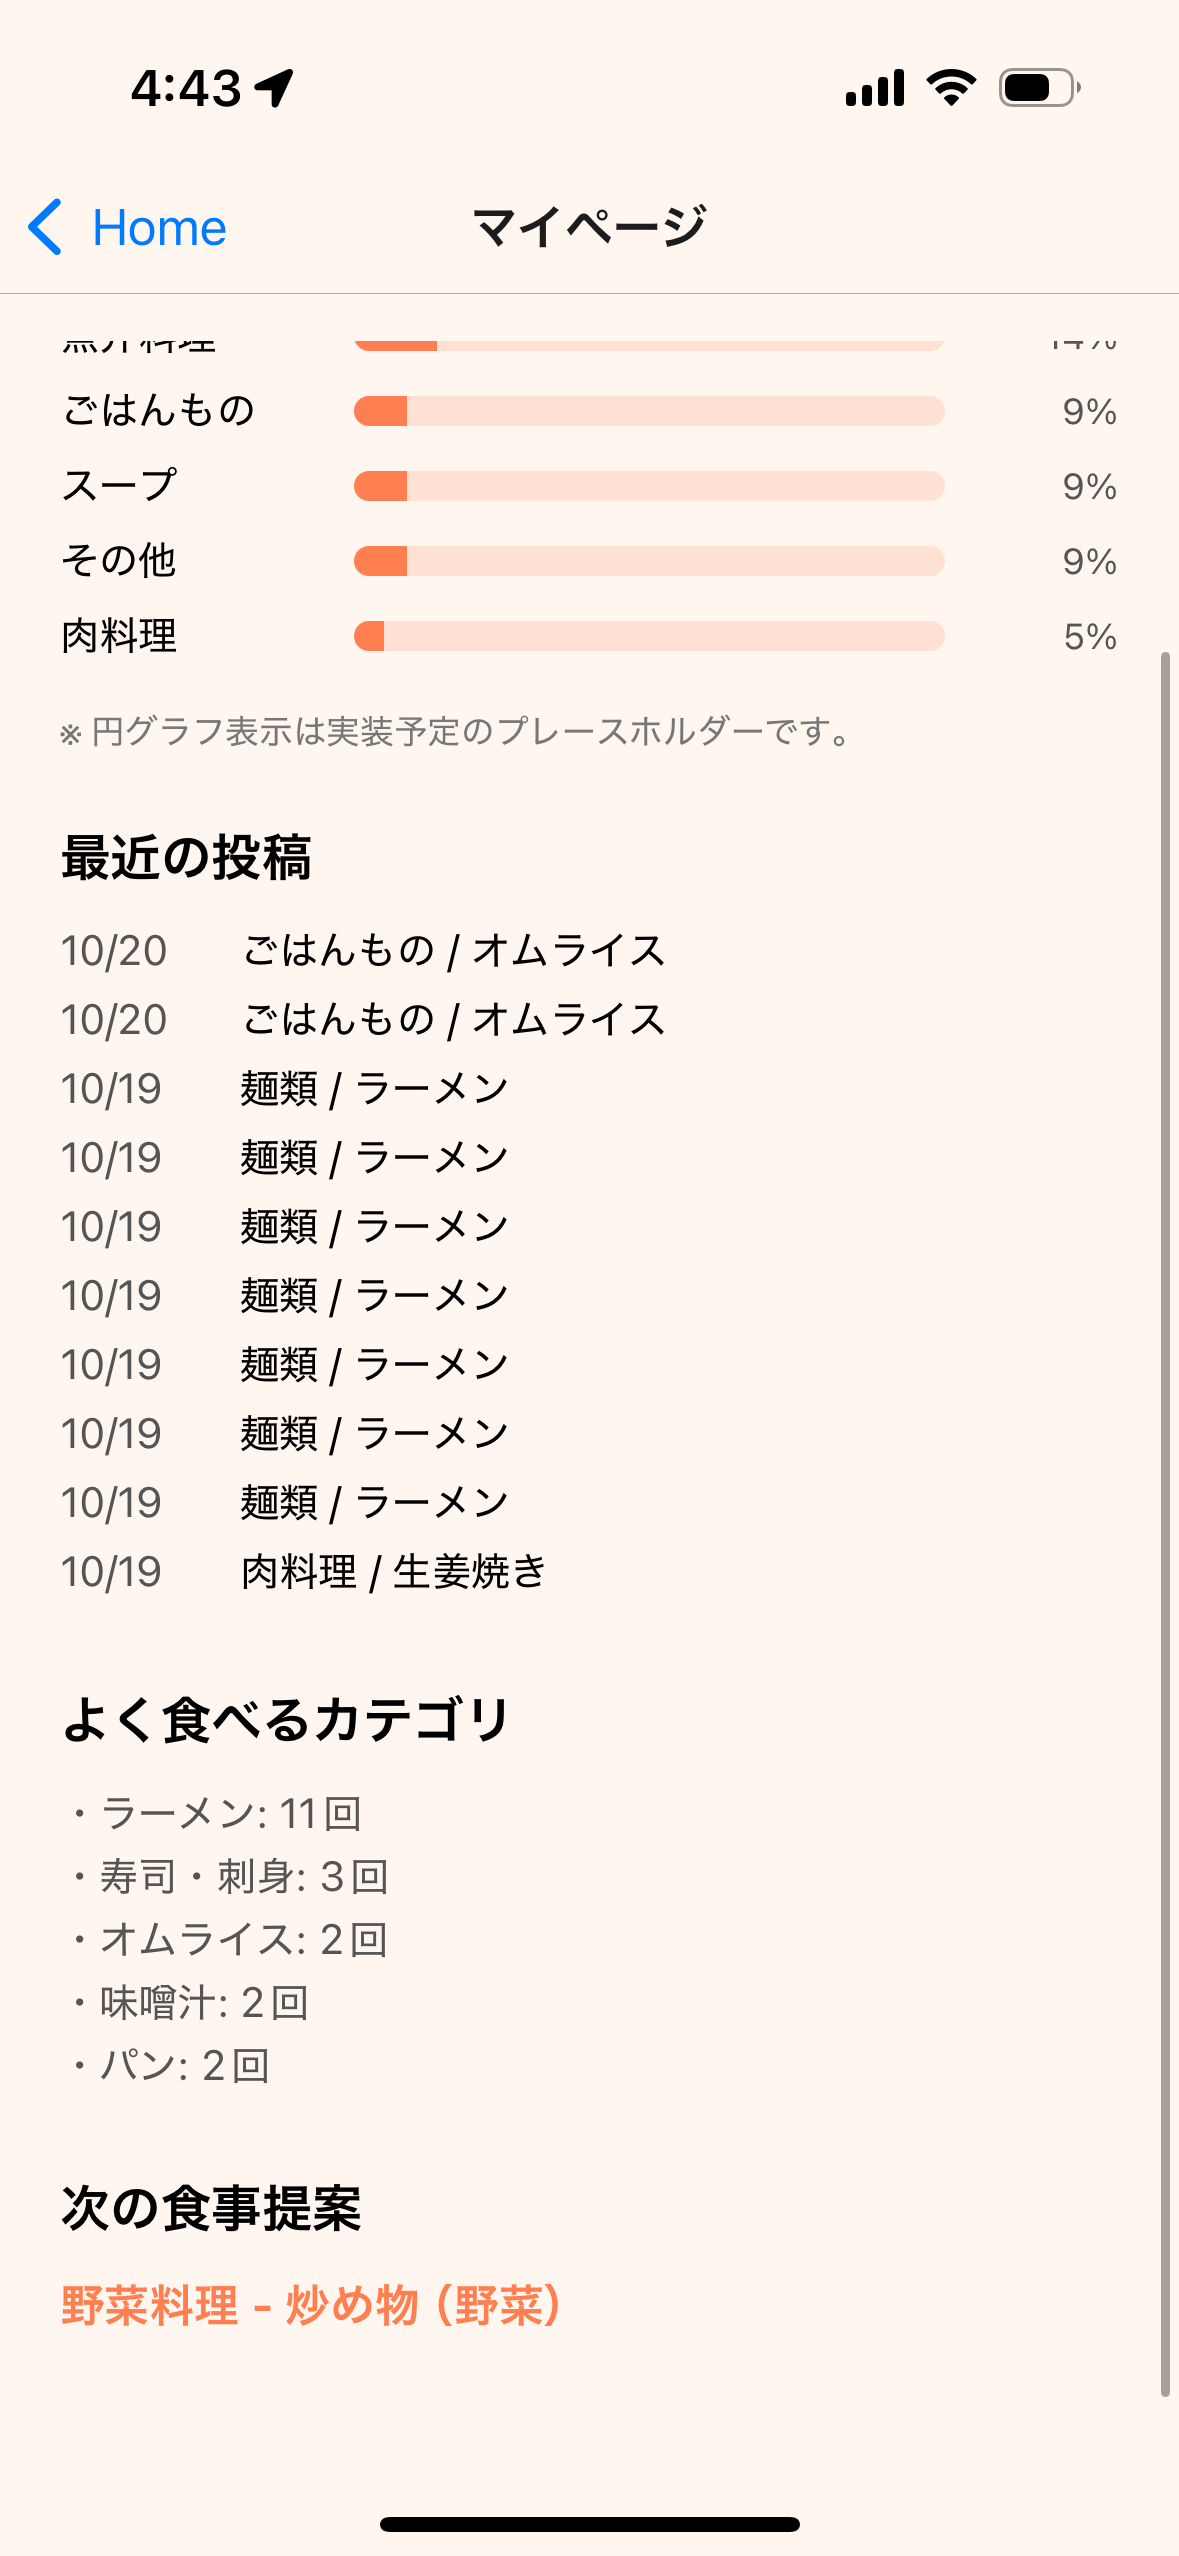 4:43
Home
マイページ
ごはんもの 9%
スープ 9%
その他 9%
肉料理 5%
※ 円グラフ表示は実装予定のプレースホルダーです。
最近の投稿
10/20 ごはんもの / オムライス
10/20 ごはんもの / オムライス
10/19 麺類 / ラーメン
10/19 麺類 / ラーメン
10/19 麺類 / ラーメン
10/19 麺類 / ラーメン
10/19 麺類 / ラーメン
10/19 麺類 / ラーメン
10/19 麺類 / ラーメン
10/19 肉料理 / 生姜焼き
よく食べるカテゴリ
・ラーメン: 11回
・寿司・刺身: 3回
・オムライス: 2回
・味噌汁: 2回
・パン: 2回
次の食事提案
野菜料理 - 炒め物（野菜）